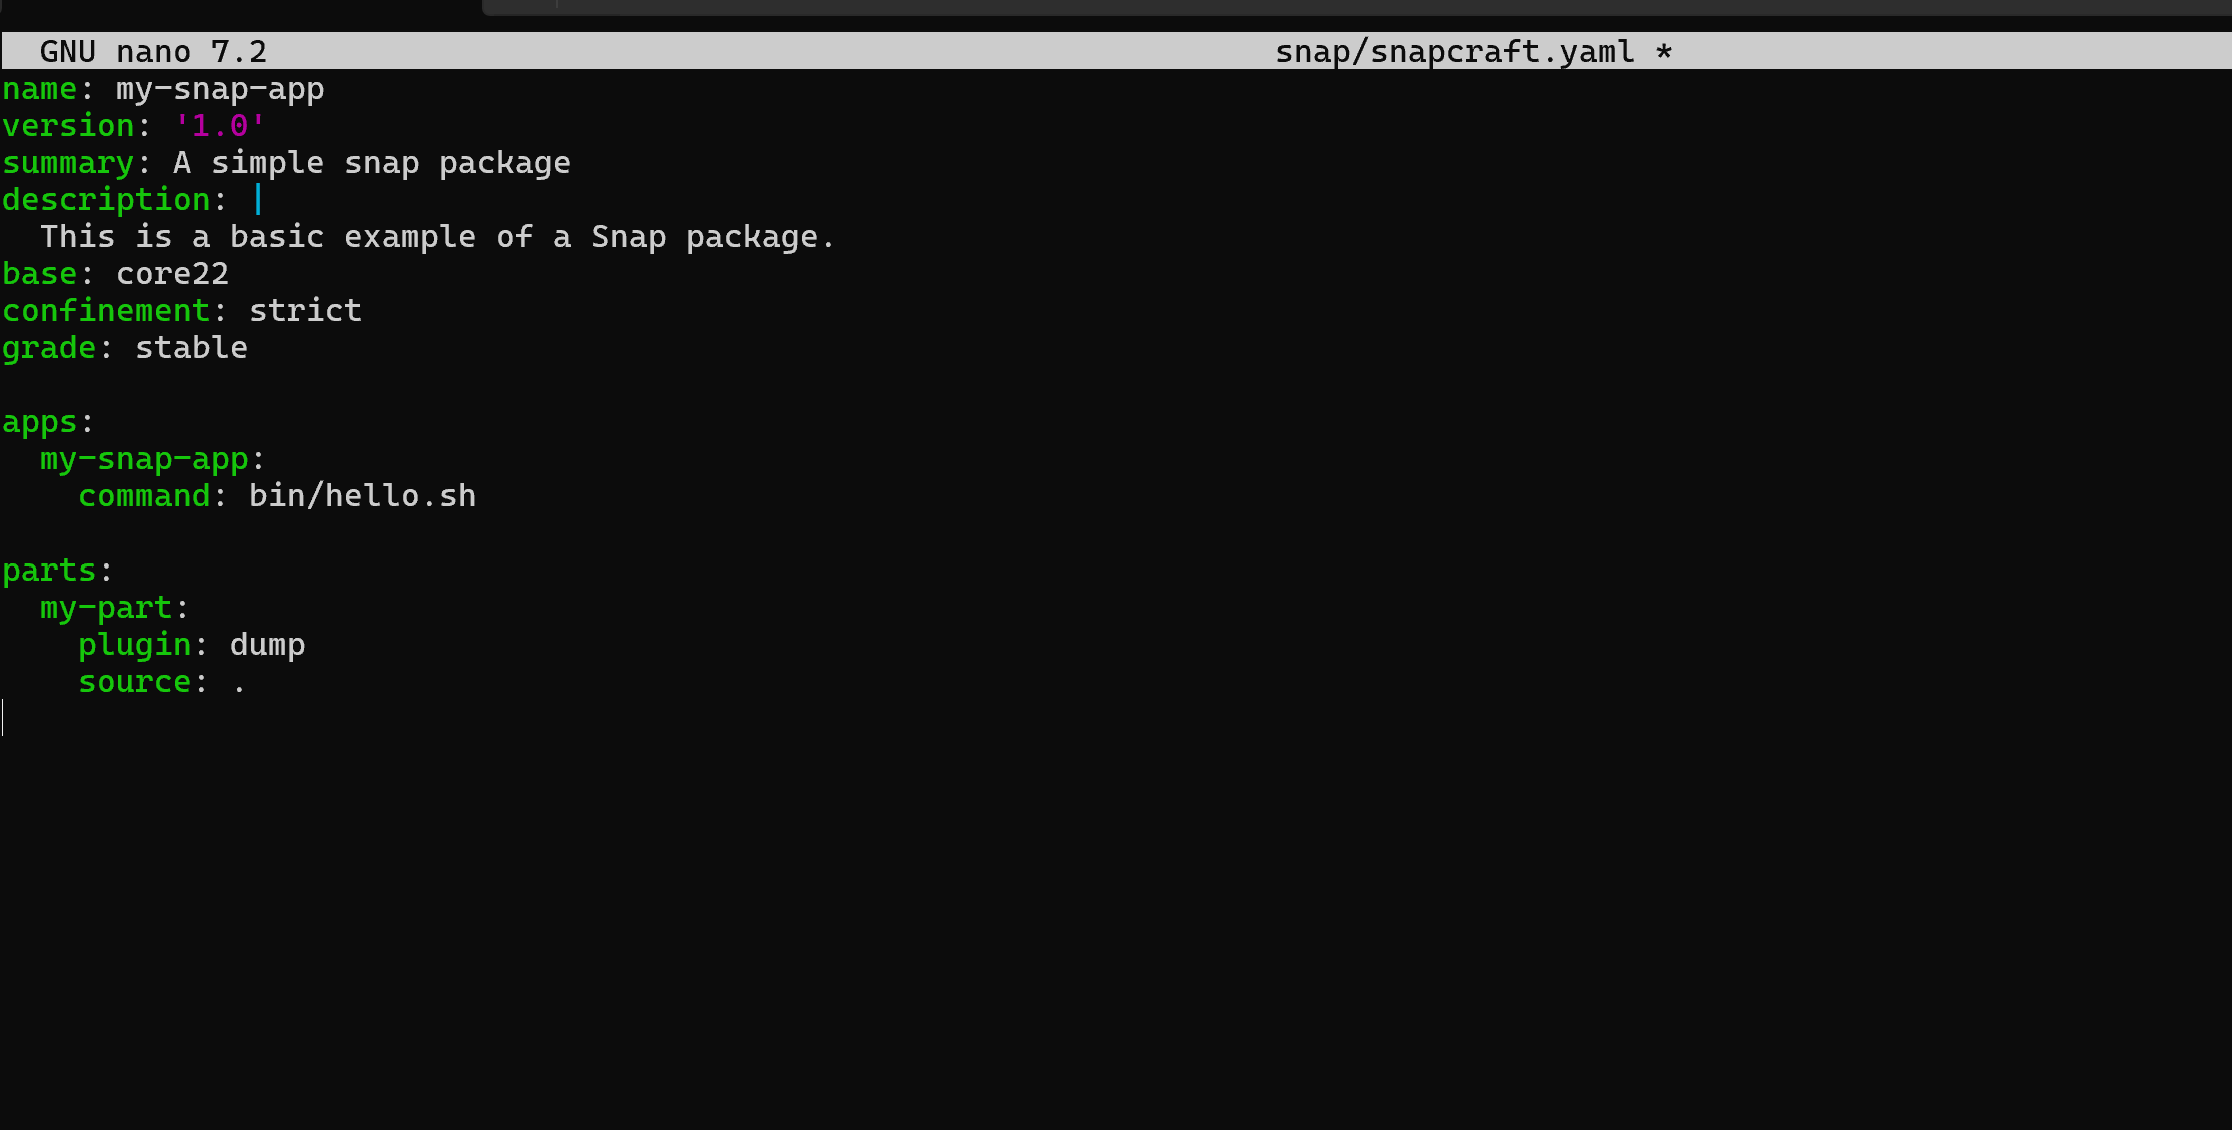 GNU nano 7.2 snap/snapcraft.yaml *
name: my-snap-app
version: '1.0'
summary: A simple snap package
description: |
  This is a basic example of a Snap package.
base: core22
confinement: strict
grade: stable

apps:
  my-snap-app:
    command: bin/hello.sh

parts:
  my-part:
    plugin: dump
    source: .